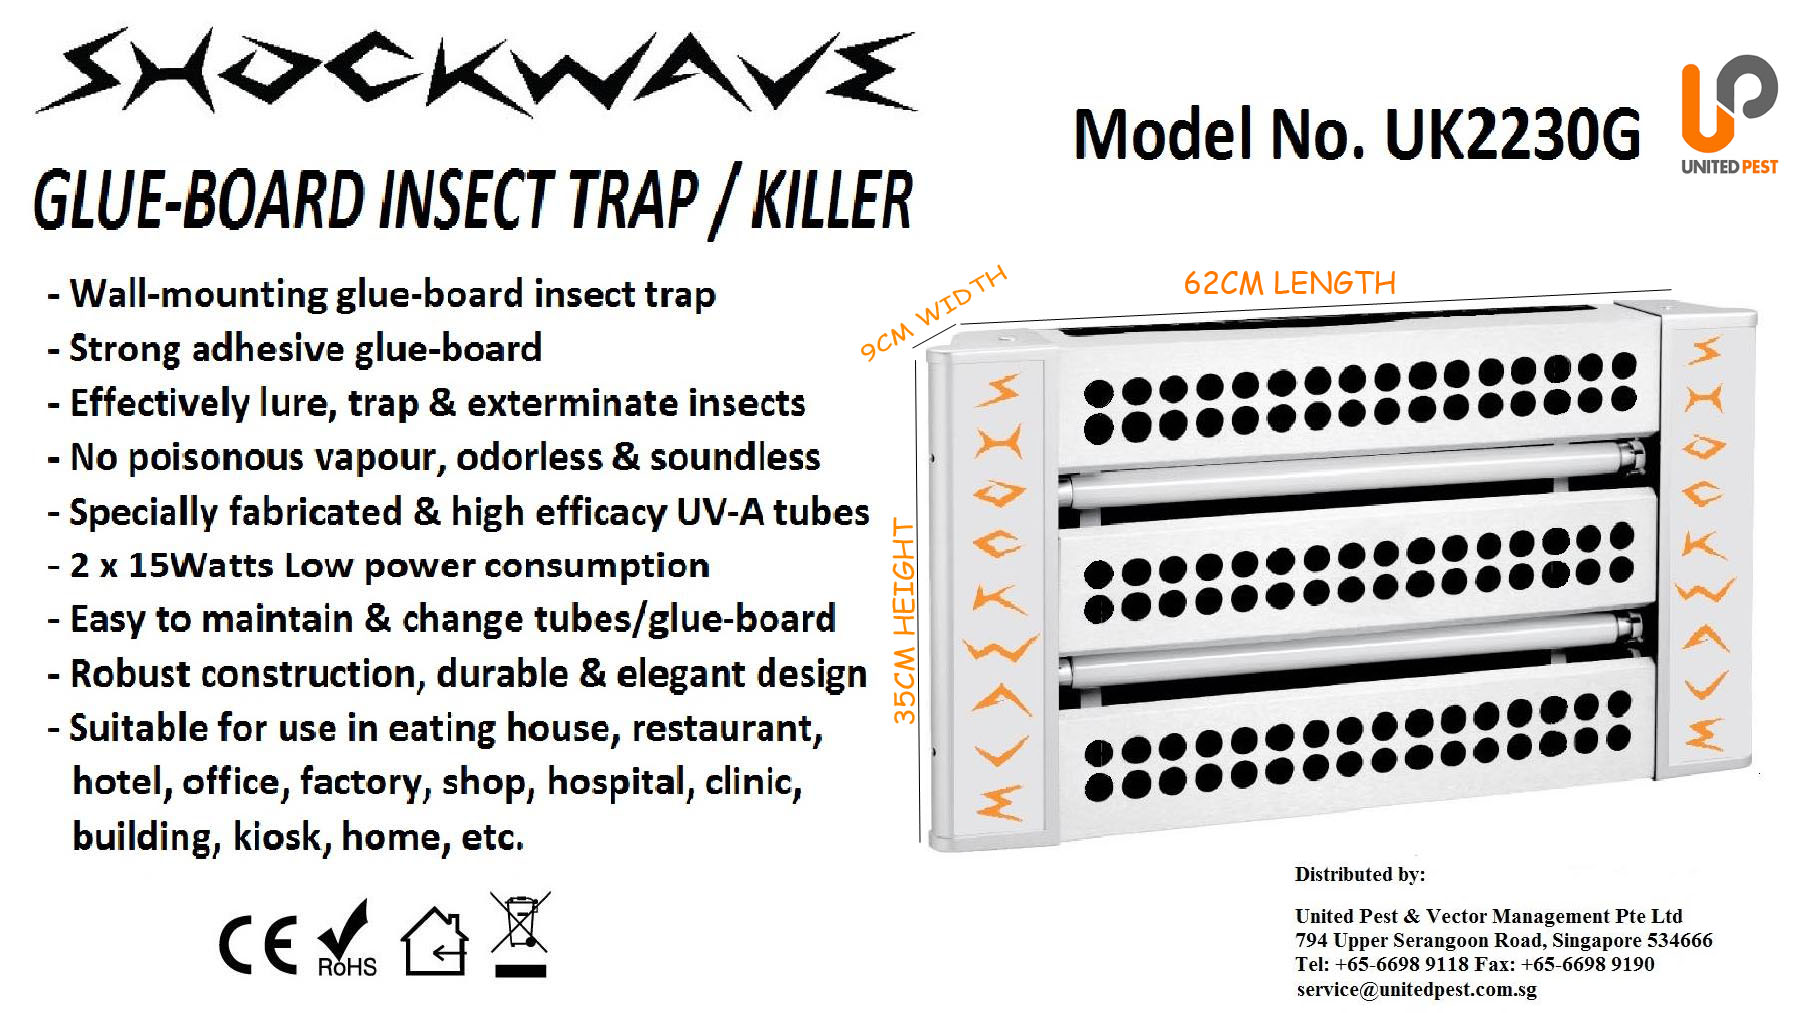 SHOCKWAVE
GLUE-BOARD INSECT TRAP / KILLER
- Wall-mounting glue-board insect trap
- Strong adhesive glue-board
- Effectively lure, trap & exterminate insects
- No poisonous vapour, odorless & soundless
- Specially fabricated & high efficacy UV-A tubes
- 2 x 15Watts Low power consumption
- Easy to maintain & change tubes/glue-board
- Robust construction, durable & elegant design
- Suitable for use in eating house, restaurant,
hotel, office, factory, shop, hospital, clinic,
building, kiosk, home, etc.
CE
RoHS
Model No. UK2230G
UP
UNITED PEST
9CM WIDTH
62CM LENGTH
35CM HEIGHT
SHOCKWAVE
SHOCKWAVE
Distributed by:
United Pest & Vector Management Pte Ltd
794 Upper Serangoon Road, Singapore 534666
Tel: +65-6698 9118 Fax: +65-6698 9190
service@unitedpest.com.sg